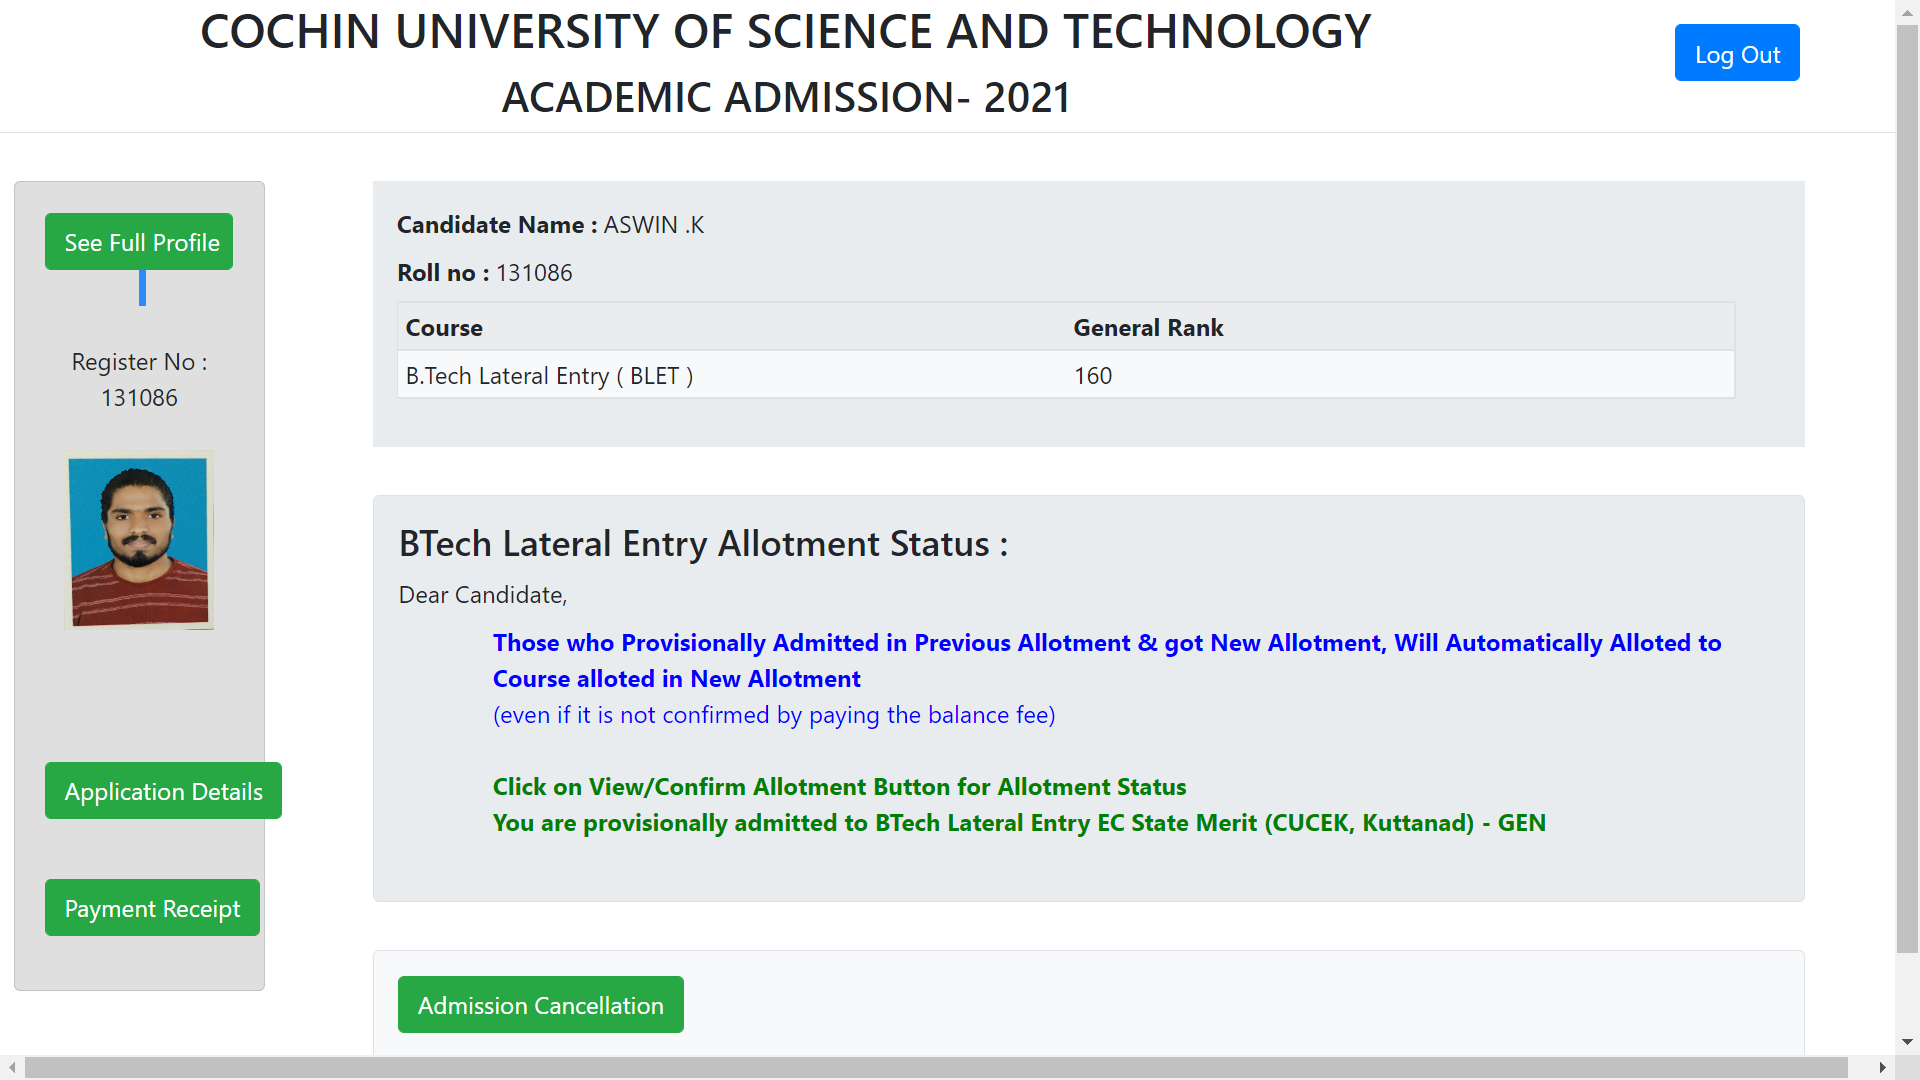 COCHIN UNIVERSITY OF SCIENCE AND TECHNOLOGY
ACADEMIC ADMISSION- 2021
Log Out
See Full Profile
Register No :
131086
Application Details
Payment Receipt
Candidate Name : ASWIN .K
Roll no : 131086
Course General Rank
B.Tech Lateral Entry ( BLET ) 160
BTech Lateral Entry Allotment Status :
Dear Candidate,
Those who Provisionally Admitted in Previous Allotment & got New Allotment, Will Automatically Alloted to
Course alloted in New Allotment
(even if it is not confirmed by paying the balance fee)
Click on View/Confirm Allotment Button for Allotment Status
You are provisionally admitted to BTech Lateral Entry EC State Merit (CUCEK, Kuttanad) - GEN
Admission Cancellation